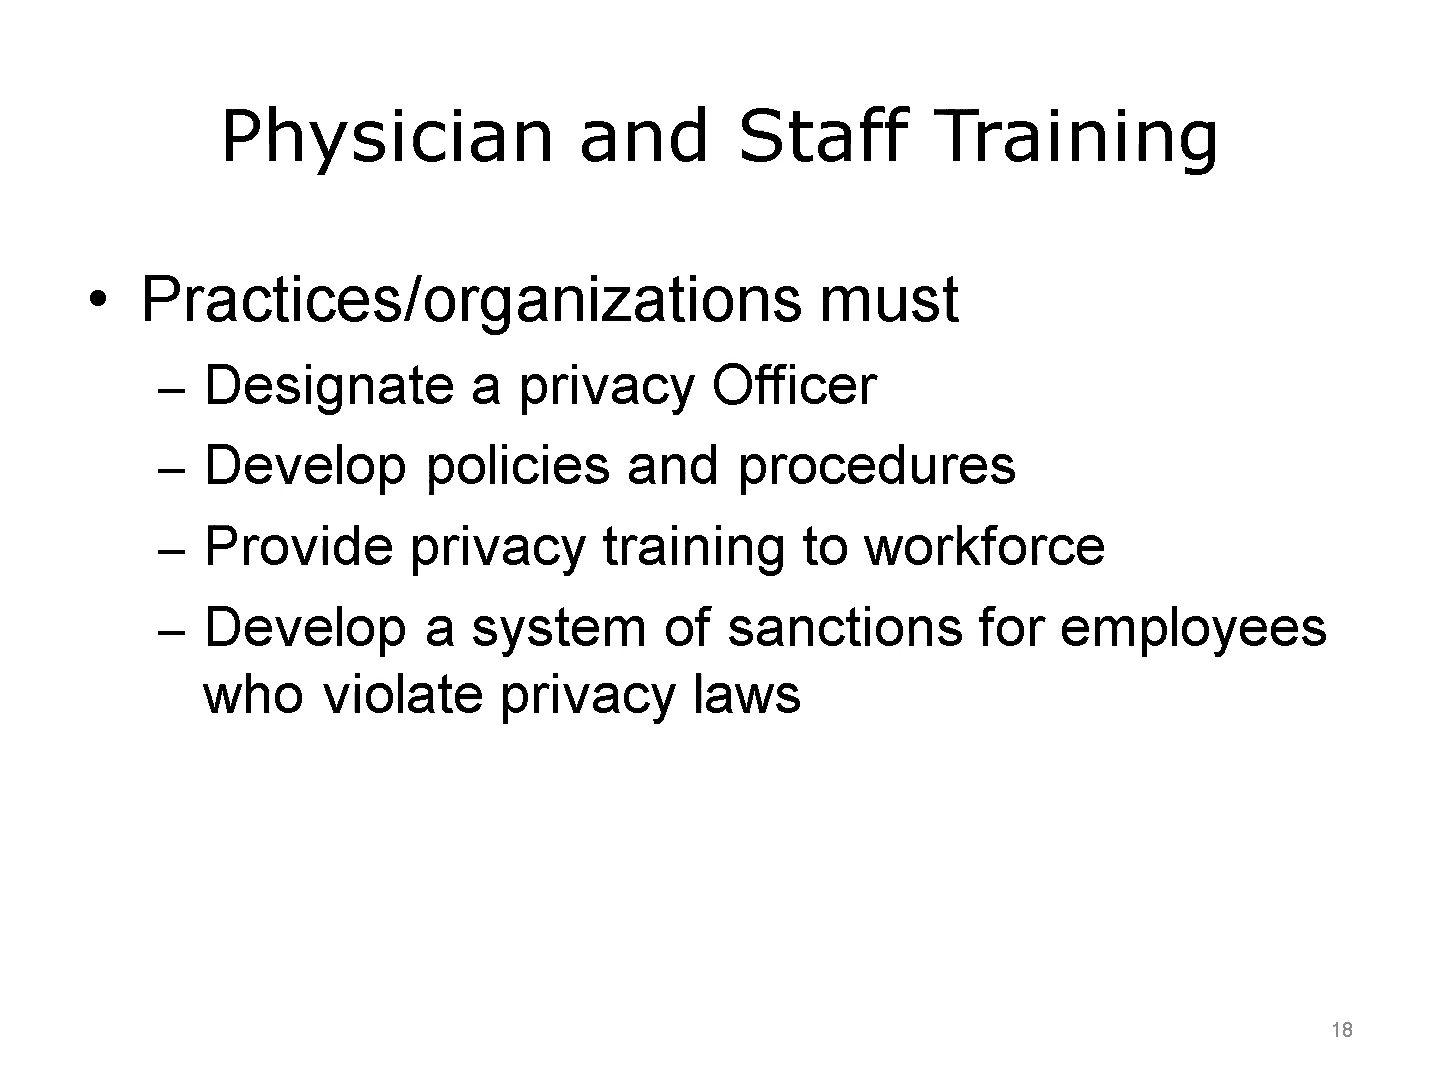 Physician and Staff Training
• Practices/organizations must
– Designate a privacy Officer
– Develop policies and procedures
– Provide privacy training to workforce
– Develop a system of sanctions for employees
who violate privacy laws
18